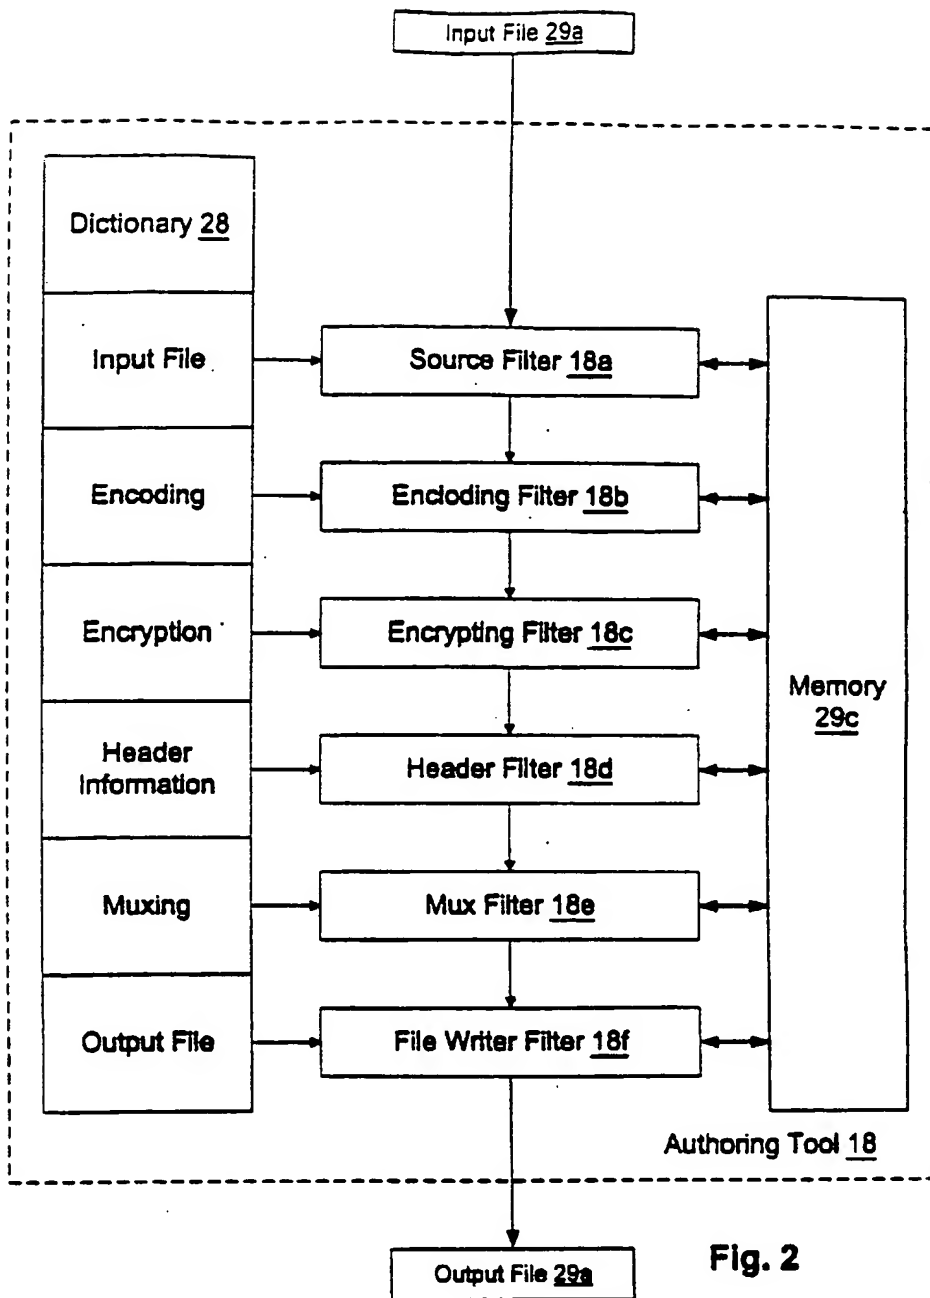 Input File 29a
Dictionary 28
Input File
Source Filter 18a
Encoding
Encloding Filter 18b
Encryption
Encrypting Filter 18c
Memory
29c
Header
Information
Header Filter 18d
Muxing
Mux Filter 18e
Output File
File Writer Filter 18f
Authoring Tool 18
Output File 29a
Fig. 2